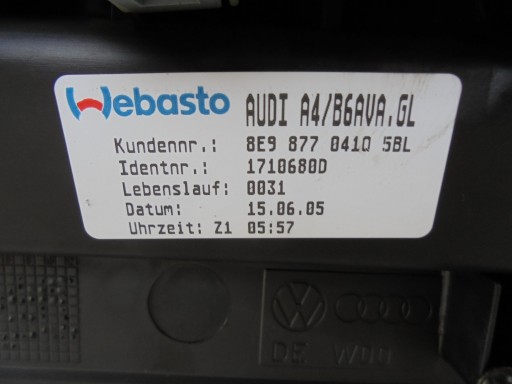 Webasto AUDI A4/B6AVA.GL
Kundennr.: 8E9 877 041Q 5BL
Identnr.: 1710680D
Lebenslauf: 0031
Datum: 15.06.05
Uhrzeit: Z1 05:57
DE